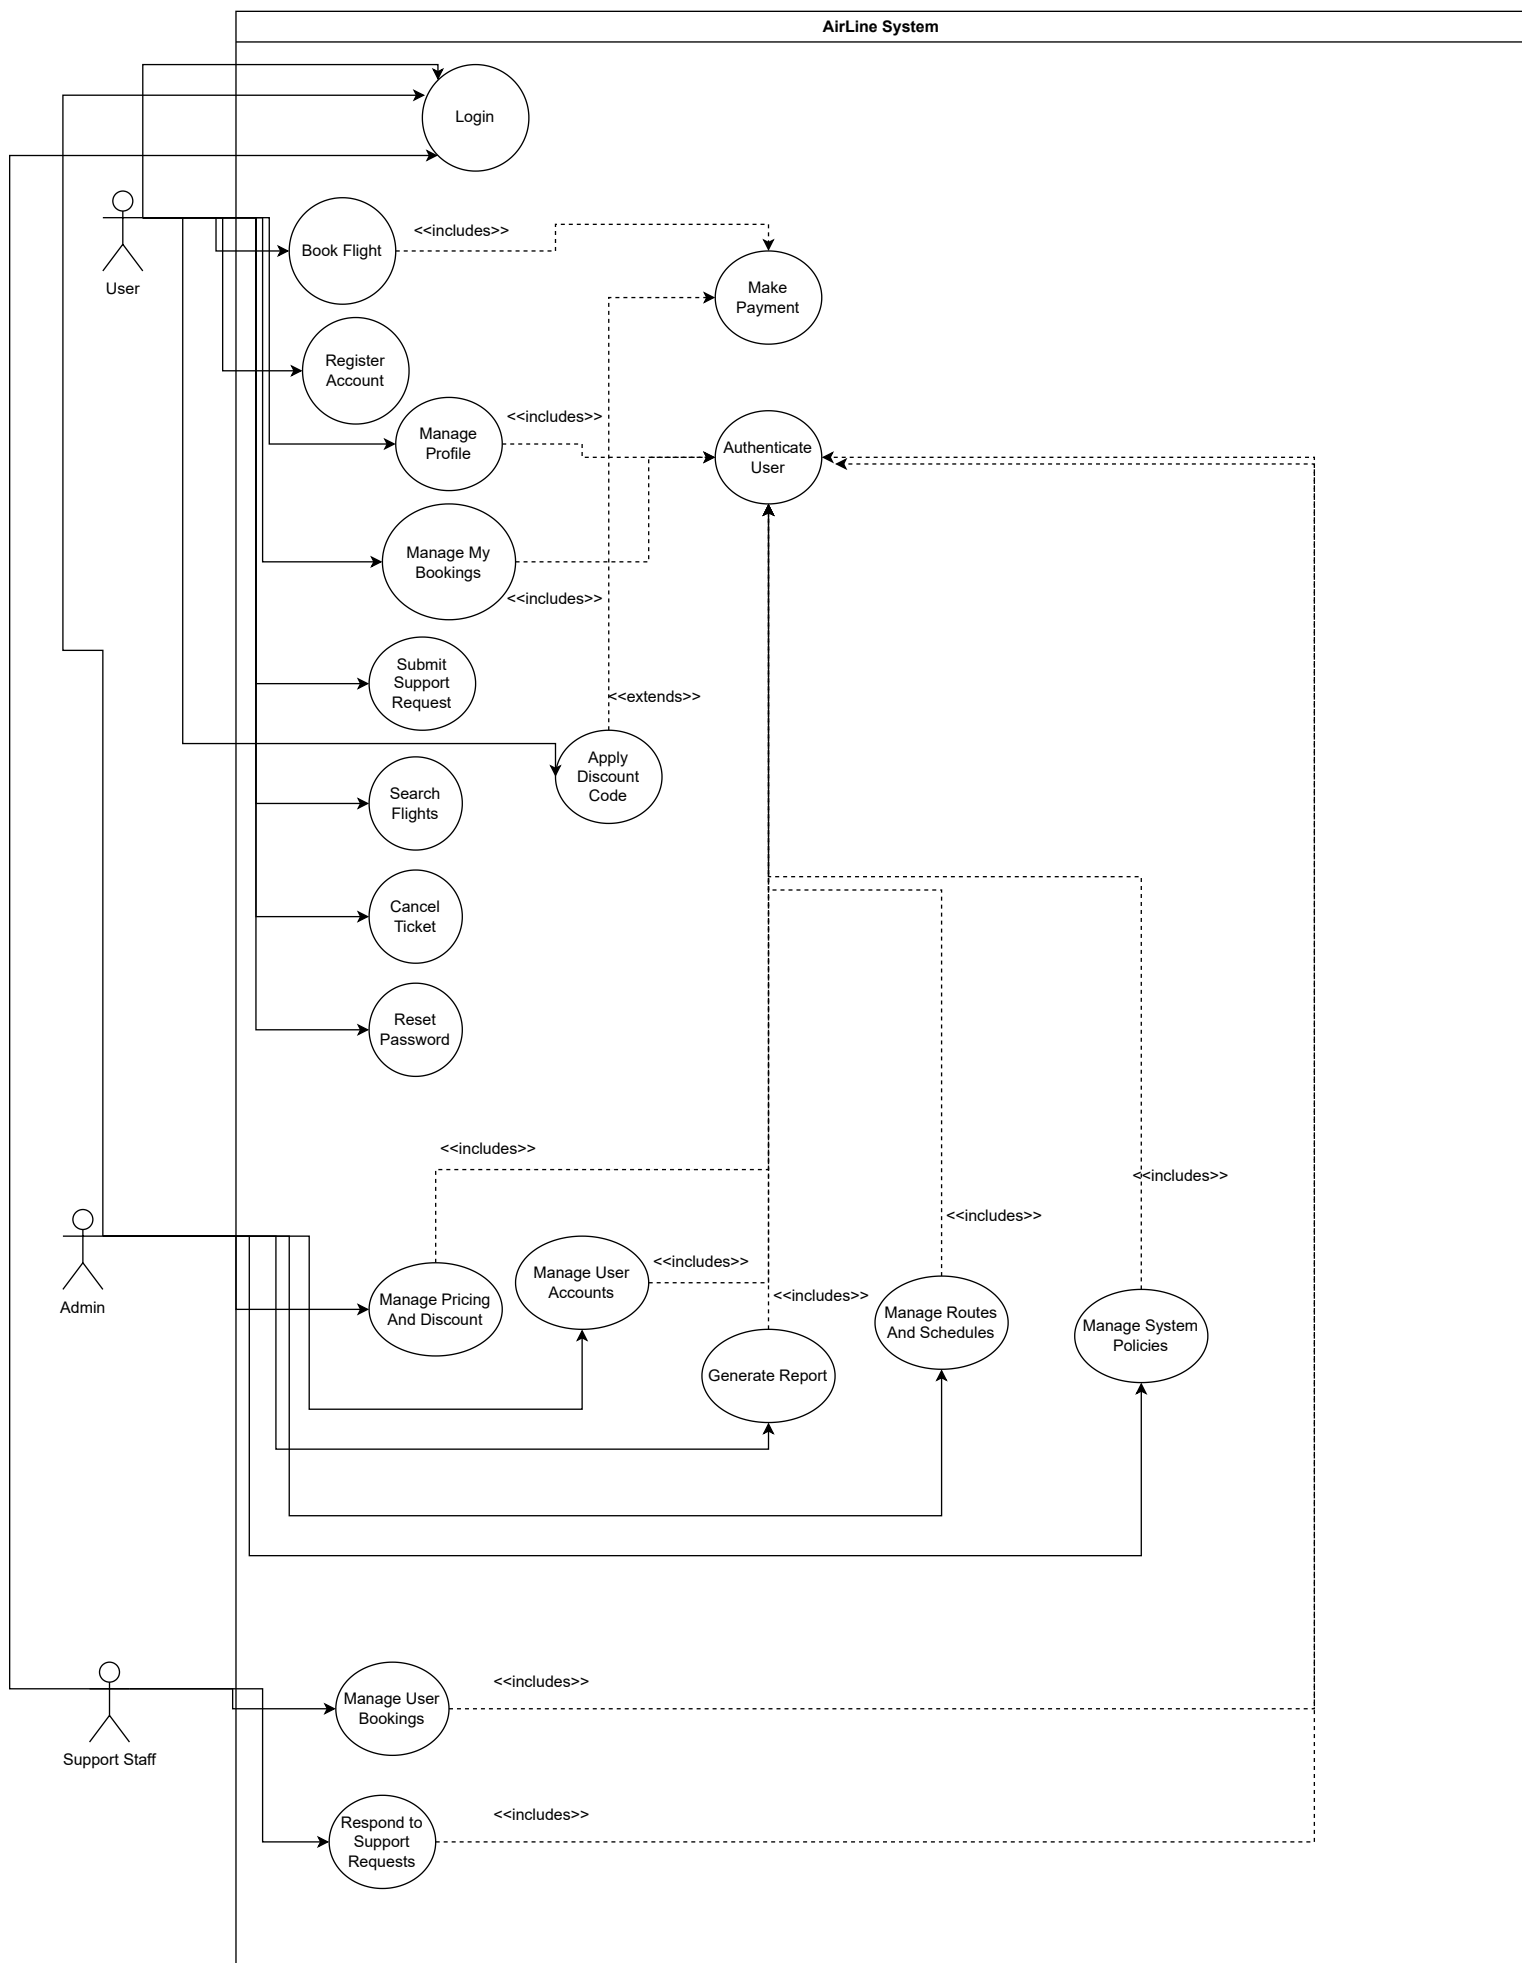 AirLine System
Login
Book Flight
<<includes>>
Make
Payment
User
Register
Account
Manage
Profile
<<includes>>
Authenticate
User
Manage My
Bookings
<<includes>>
Submit
Support
Request
<<extends>>
Apply
Discount
Code
Search
Flights
Cancel
Ticket
Reset
Password
<<includes>>
<<includes>>
<<includes>>
Admin
Manage Pricing
And Discount
Manage User
Accounts
<<includes>>
<<includes>>
Generate Report
Manage Routes
And Schedules
Manage System
Policies
Support Staff
Manage User
Bookings
<<includes>>
Respond to
Support
Requests
<<includes>>